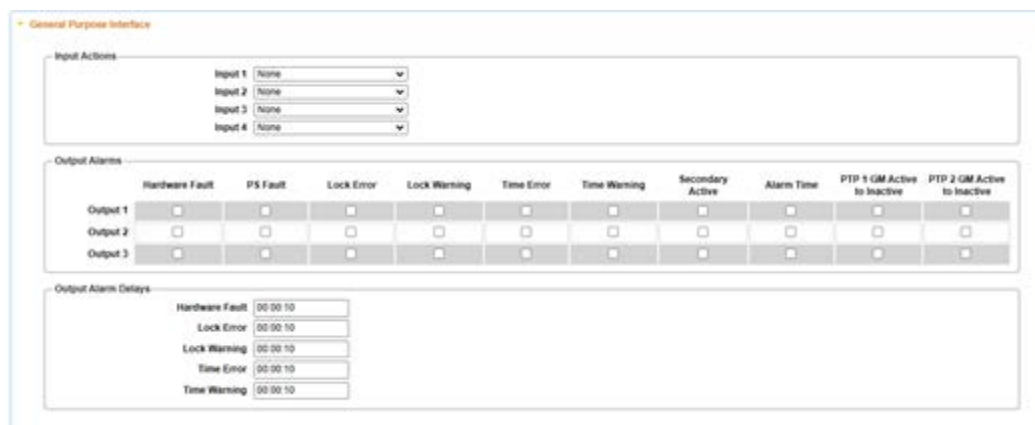 General Purpose Interface
Input Actions
Input 1 None
Input 2 None
Input 3 None
Input 4 None
Output Alarms
Hardware Fault PS Fault Lock Error Lock Warning Time Error Time Warning Secondary Active Alarm Time PTP 1 GM Active to Inactive PTP 2 GM Active to Inactive
Output 1
Output 2
Output 3
Output Alarm Delays
Hardware Fault 00:00:10
Lock Error 00:00:10
Lock Warning 00:00:10
Time Error 00:00:10
Time Warning 00:00:10